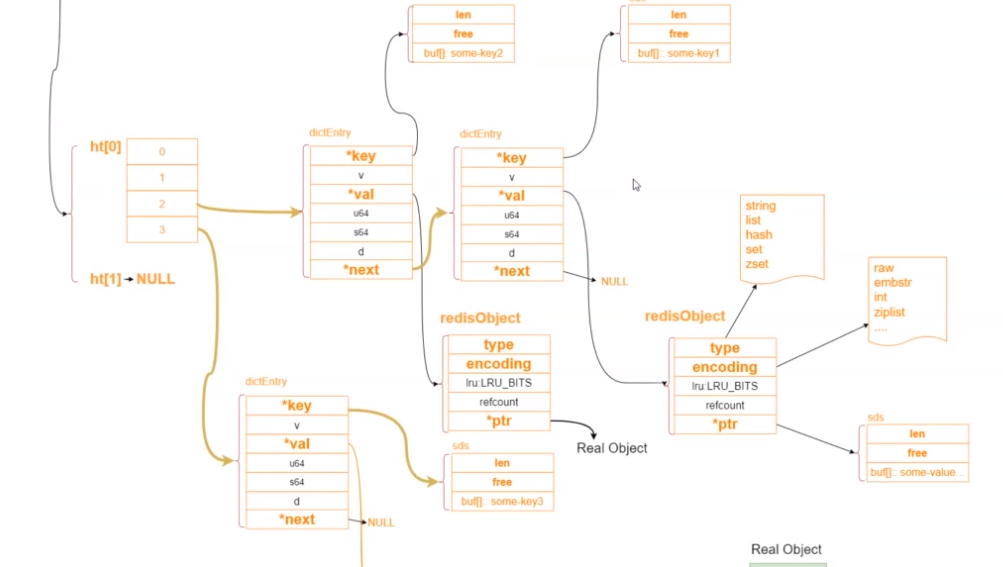 len
free
buf[]: some-key2
len
free
buf[]:: some-key1
ht[0]
0
1
2
3
ht[1]
NULL
dictEntry
*key
v
*val
u64
s64
d
*next
dictEntry
*key
v
*val
u64
s64
d
*next
NULL
string
list
hash
set
zset
raw
embstr
int
ziplist
....
redisObject
type
encoding
lru:LRU_BITS
refcount
*ptr
Real Object
redisObject
type
encoding
lru:LRU_BITS
refcount
*ptr
sds
len
free
buf[]:: some-value...
dictEntry
*key
v
*val
u64
s64
d
*next
NULL
sds
len
free
buf[]:: some-key3
Real Object